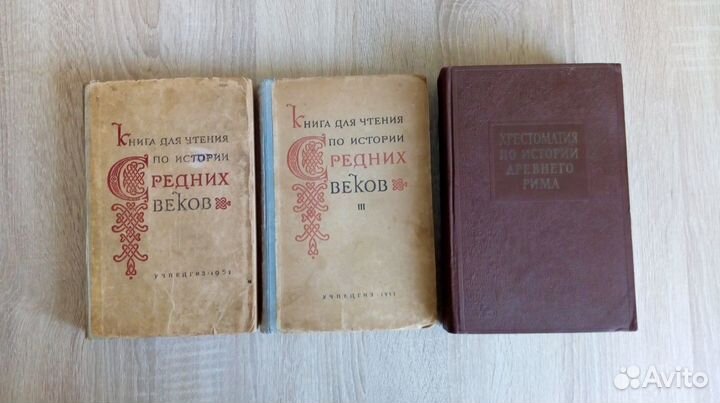 Книга для чтения
по истории
Средних
веков
Учпедгиз · 195
Книга для чтения
по истории
Средних
веков
III
Учпедгиз
ХРЕСТОМАТИЯ
ПО ИСТОРИИ
ДРЕВНЕГО
РИМА
Avito